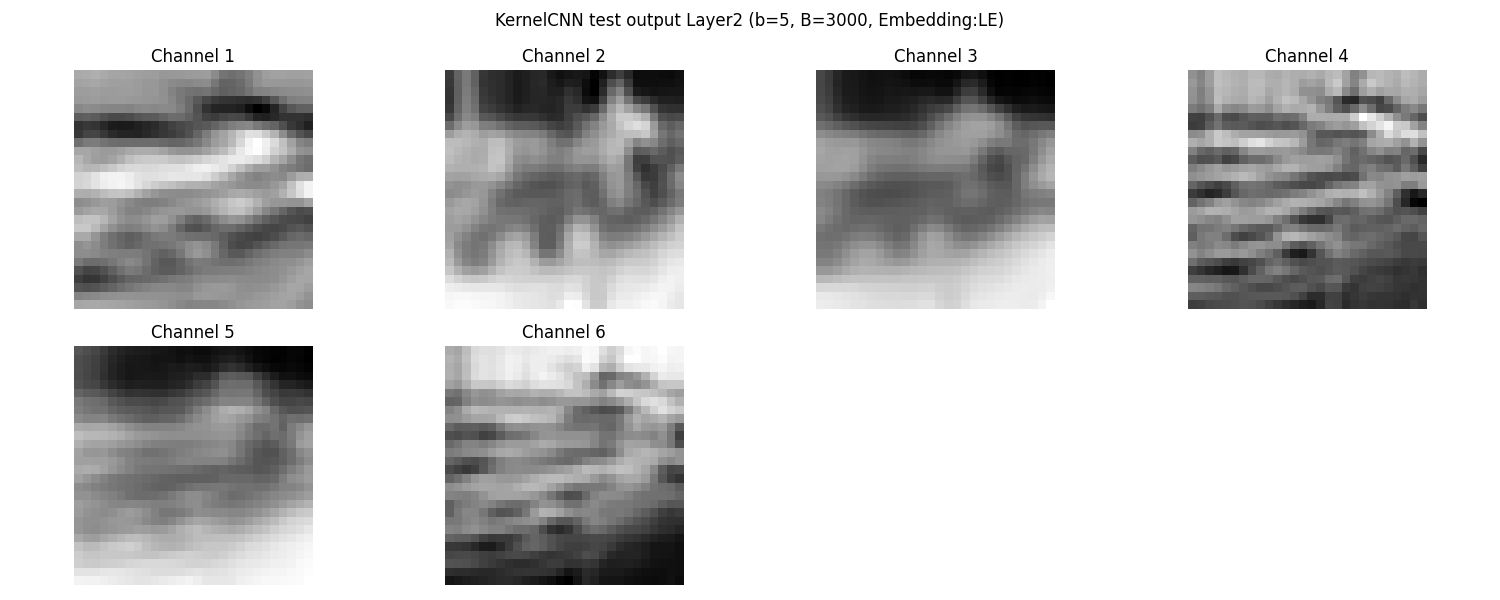 KernelCNN test output Layer2 (b=5, B=3000, Embedding:LE)
Channel 1
Channel 2
Channel 3
Channel 4
Channel 5
Channel 6